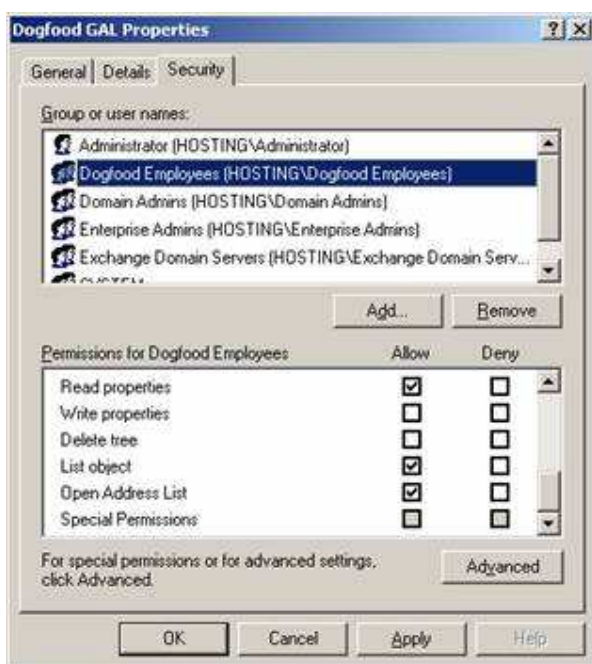 Dogfood GAL Properties
General Details Security
Group or user names:
Administrator (HOSTING\Administrator)
Dogfood Employees (HOSTING\Dogfood Employees)
Domain Admins (HOSTING\Domain Admins)
Enterprise Admins (HOSTING\Enterprise Admins)
Exchange Domain Servers (HOSTING\Exchange Domain Serv...
SYSTEM
Add... Remove
Permissions for Dogfood Employees Allow Deny
Read properties
Write properties
Delete tree
List object
Open Address List
Special Permissions
For special permissions or for advanced settings,
click Advanced. Advanced
OK Cancel Apply Help